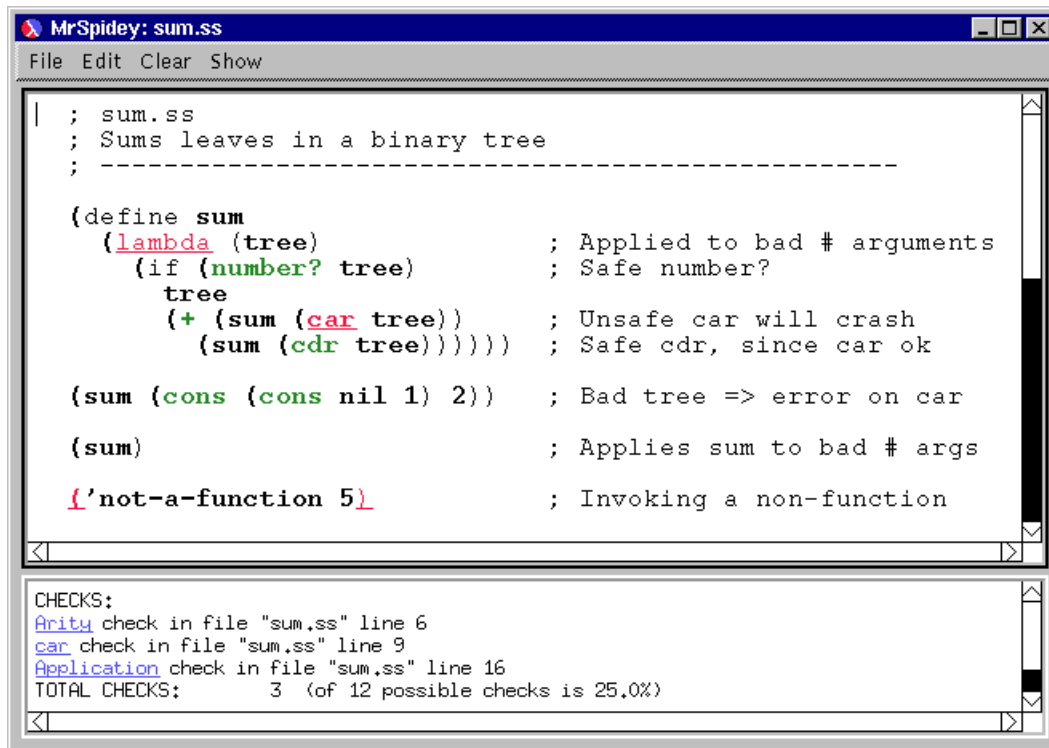 MrSpidey: sum.ss
File Edit Clear Show
; sum.ss
; Sums leaves in a binary tree
; --------------------------------------------------
(define sum
(lambda (tree) ; Applied to bad # arguments
(if (number? tree) ; Safe number?
tree
(+ (sum (car tree)) ; Unsafe car will crash
(sum (cdr tree)))))) ; Safe cdr, since car ok
(sum (cons (cons nil 1) 2)) ; Bad tree => error on car
(sum) ; Applies sum to bad # args
('not-a-function 5) ; Invoking a non-function
CHECKS:
Arity check in file "sum.ss" line 6
car check in file "sum.ss" line 9
Application check in file "sum.ss" line 16
TOTAL CHECKS: 3 (of 12 possible checks is 25.0%)